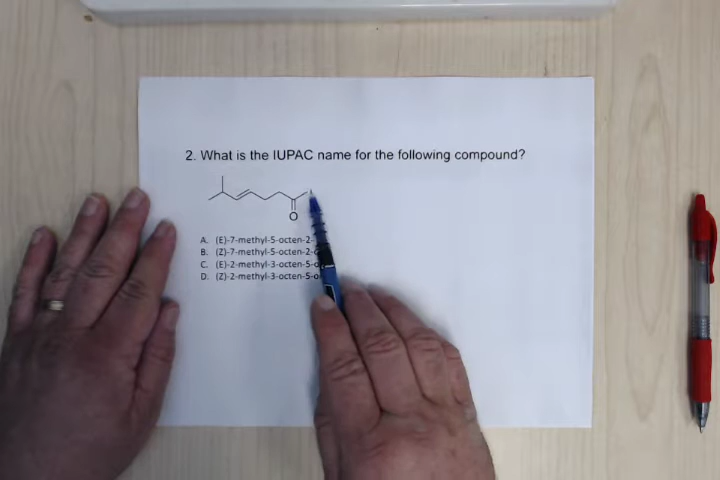 2. What is the IUPAC name for the following compound?
O
A. (E)-7-methyl-5-octen-2-
B. (Z)-7-methyl-5-octen-2-
C. (E)-2-methyl-3-octen-5-o
D. (Z)-2-methyl-3-octen-5-o